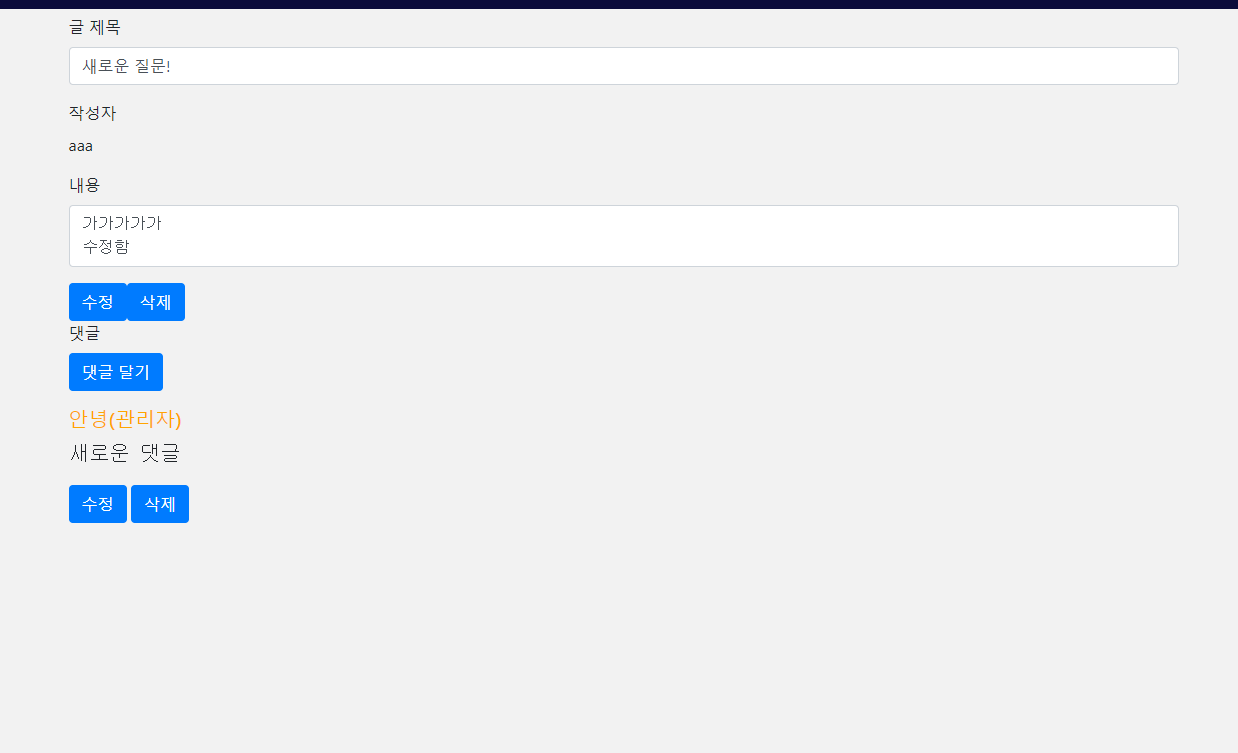 글 제목
새로운 질문!
작성자
aaa
내용
가가가가가
수정함
수정 삭제
댓글
댓글 달기
안녕(관리자)
새로운 댓글
수정 삭제